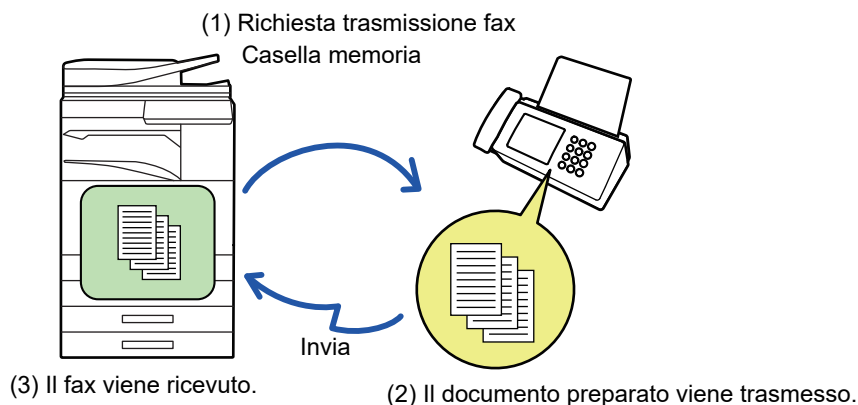 (1) Richiesta trasmissione fax
Casella memoria
Invia
(3) Il fax viene ricevuto.
(2) Il documento preparato viene trasmesso.